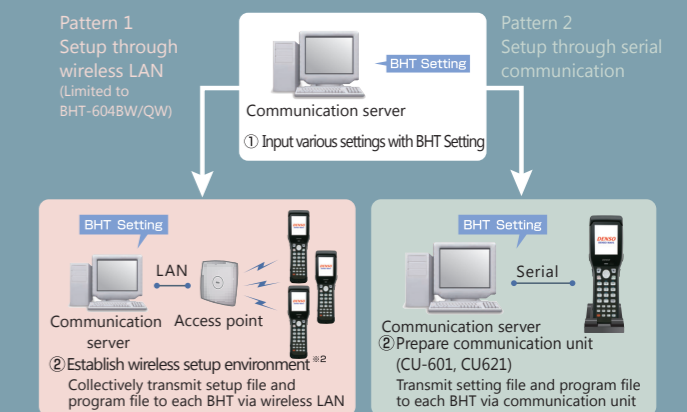 Pattern 1
Setup through
wireless LAN
(Limited to
BHT-604BW/QW)
BHT Setting
Communication server
① Input various settings with BHT Setting
Pattern 2
Setup through serial
communication
BHT Setting
LAN
Communication
server
Access point
DENSO
DENSO
DENSO
②Establish wireless setup environment ※2
Collectively transmit setup file and
program file to each BHT via wireless LAN
BHT Setting
Serial
DENSO
Communication server
②Prepare communication unit
(CU-601, CU621)
Transmit setting file and program file
to each BHT via communication unit